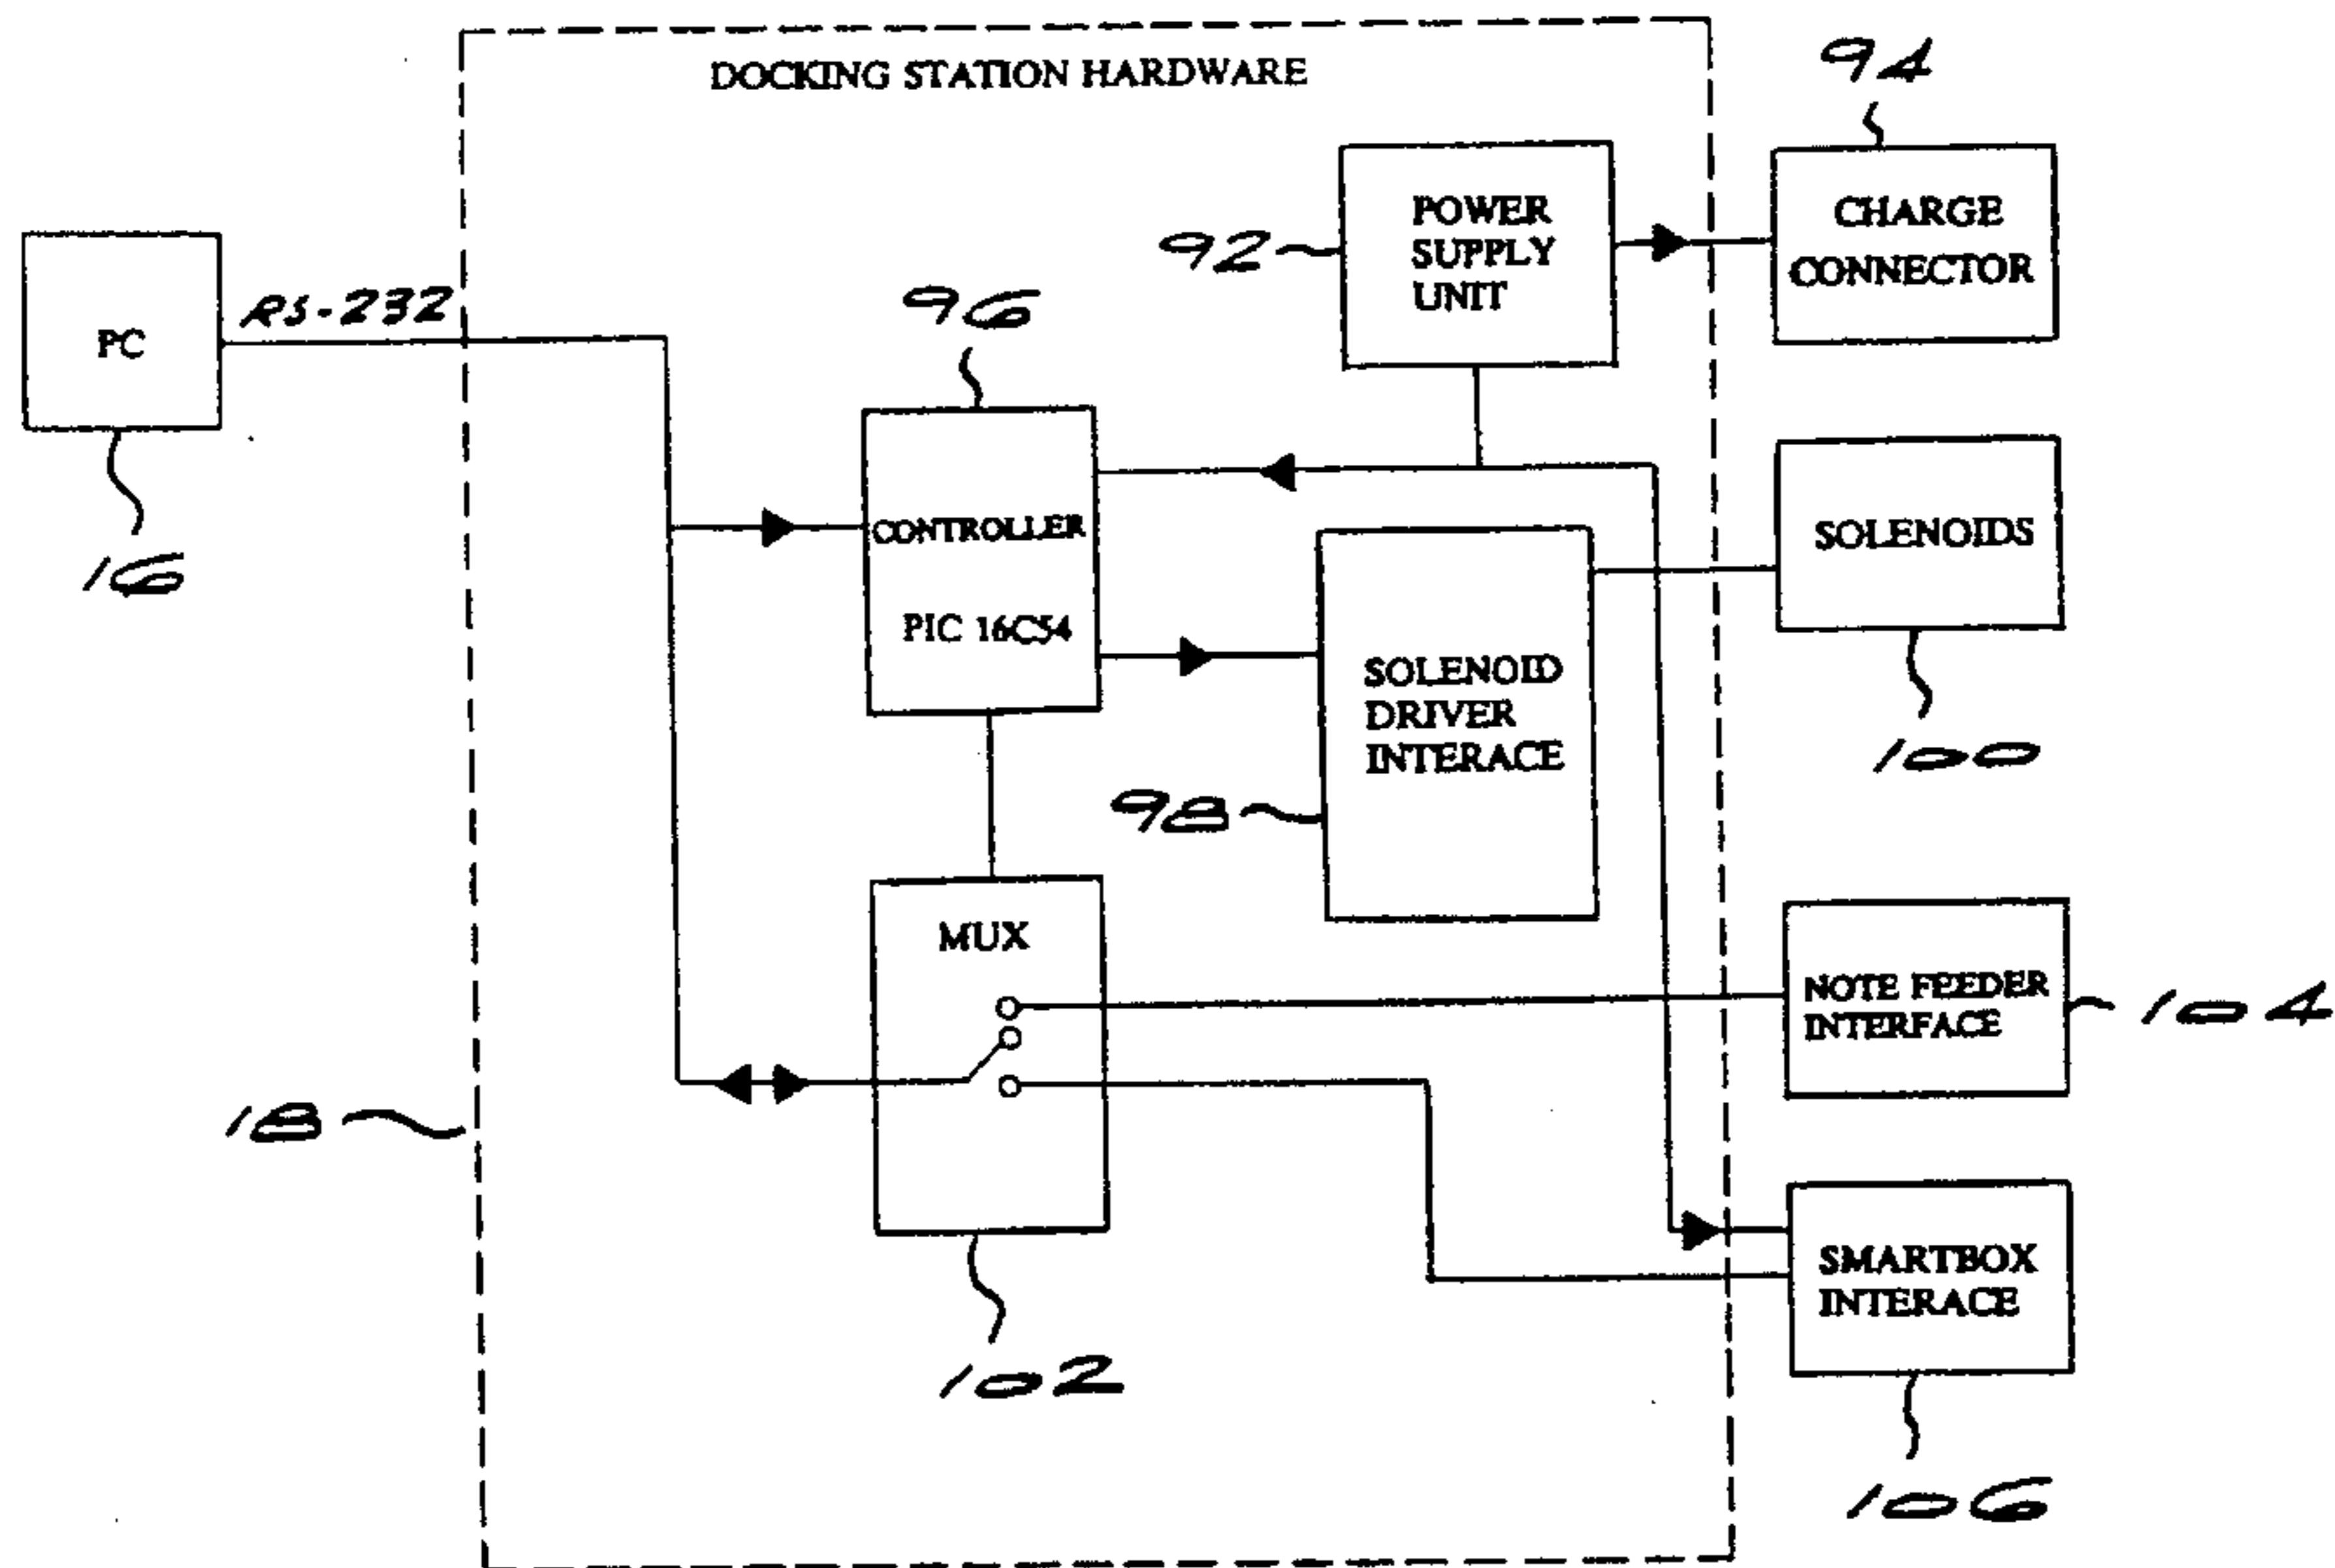 DOCKING STATION HARDWARE
94
POWER
SUPPLY
UNIT
92
CHARGE
CONNECTOR
RS-232
PC
96
16
CONTROLLER
PIC 16C54
SOLENOIDS
100
SOLENOID
DRIVER
INTERACE
98
MUX
NOTE FEEDER
INTERFACE
104
18
SMARTBOX
INTERACE
102
106